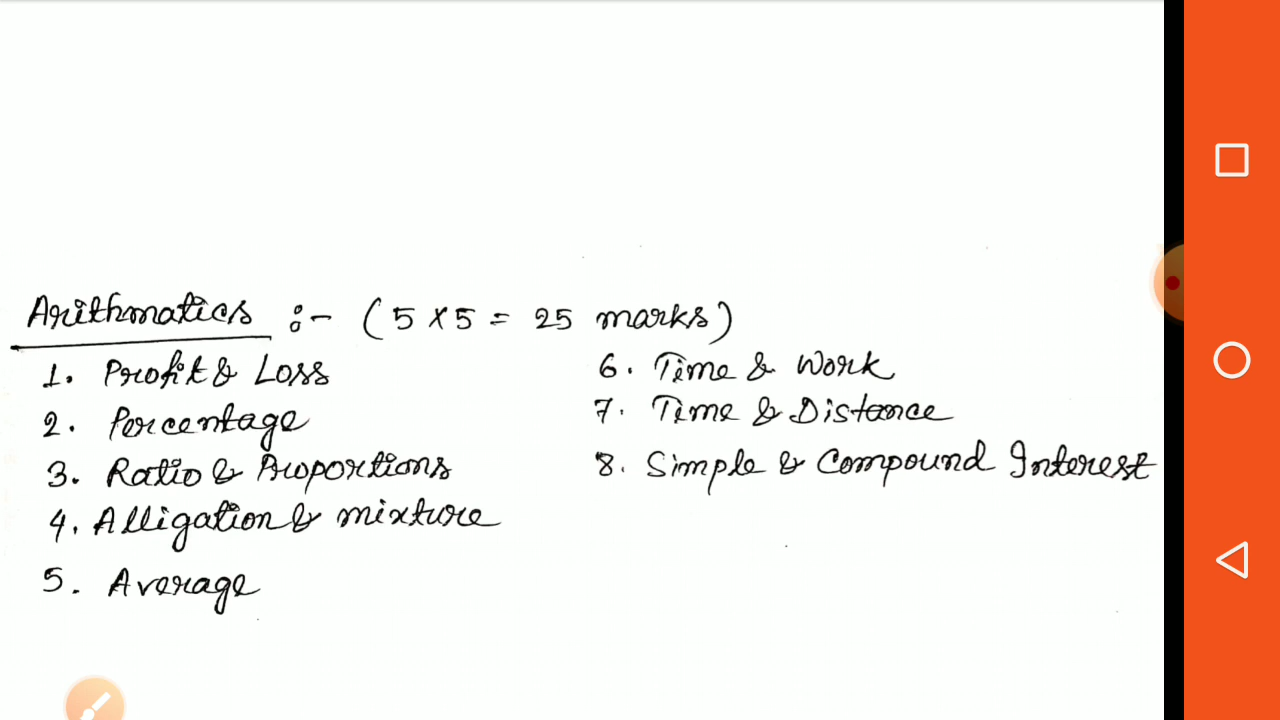 Arithmatics :- (5 × 5 = 25 marks)
1. Profit & Loss
2. Percentage
3. Ratio & Proportions
4. Alligation & mixture
5. Average
6. Time & Work
7. Time & Distance
8. Simple & Compound Interest